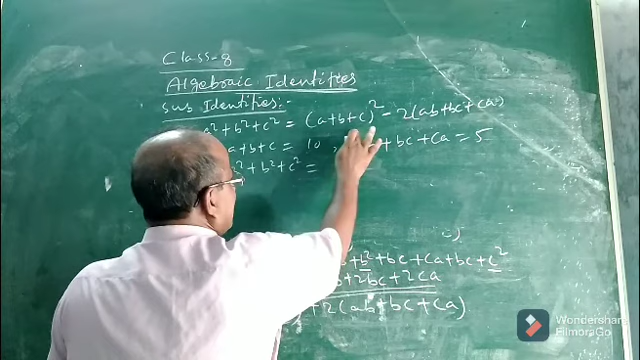 Class-8
Algebraic Identities
Sub Identities:-
a²+b²+c² = (a+b+c)² - 2(ab+bc+ca)
a+b+c = 10, +bc+ca = 5
²+b²+c² =
+b²+bc+ca+bc+c²
+2bc+2ca
+2(ab+bc+ca)
Wondershare
FilmoraGo